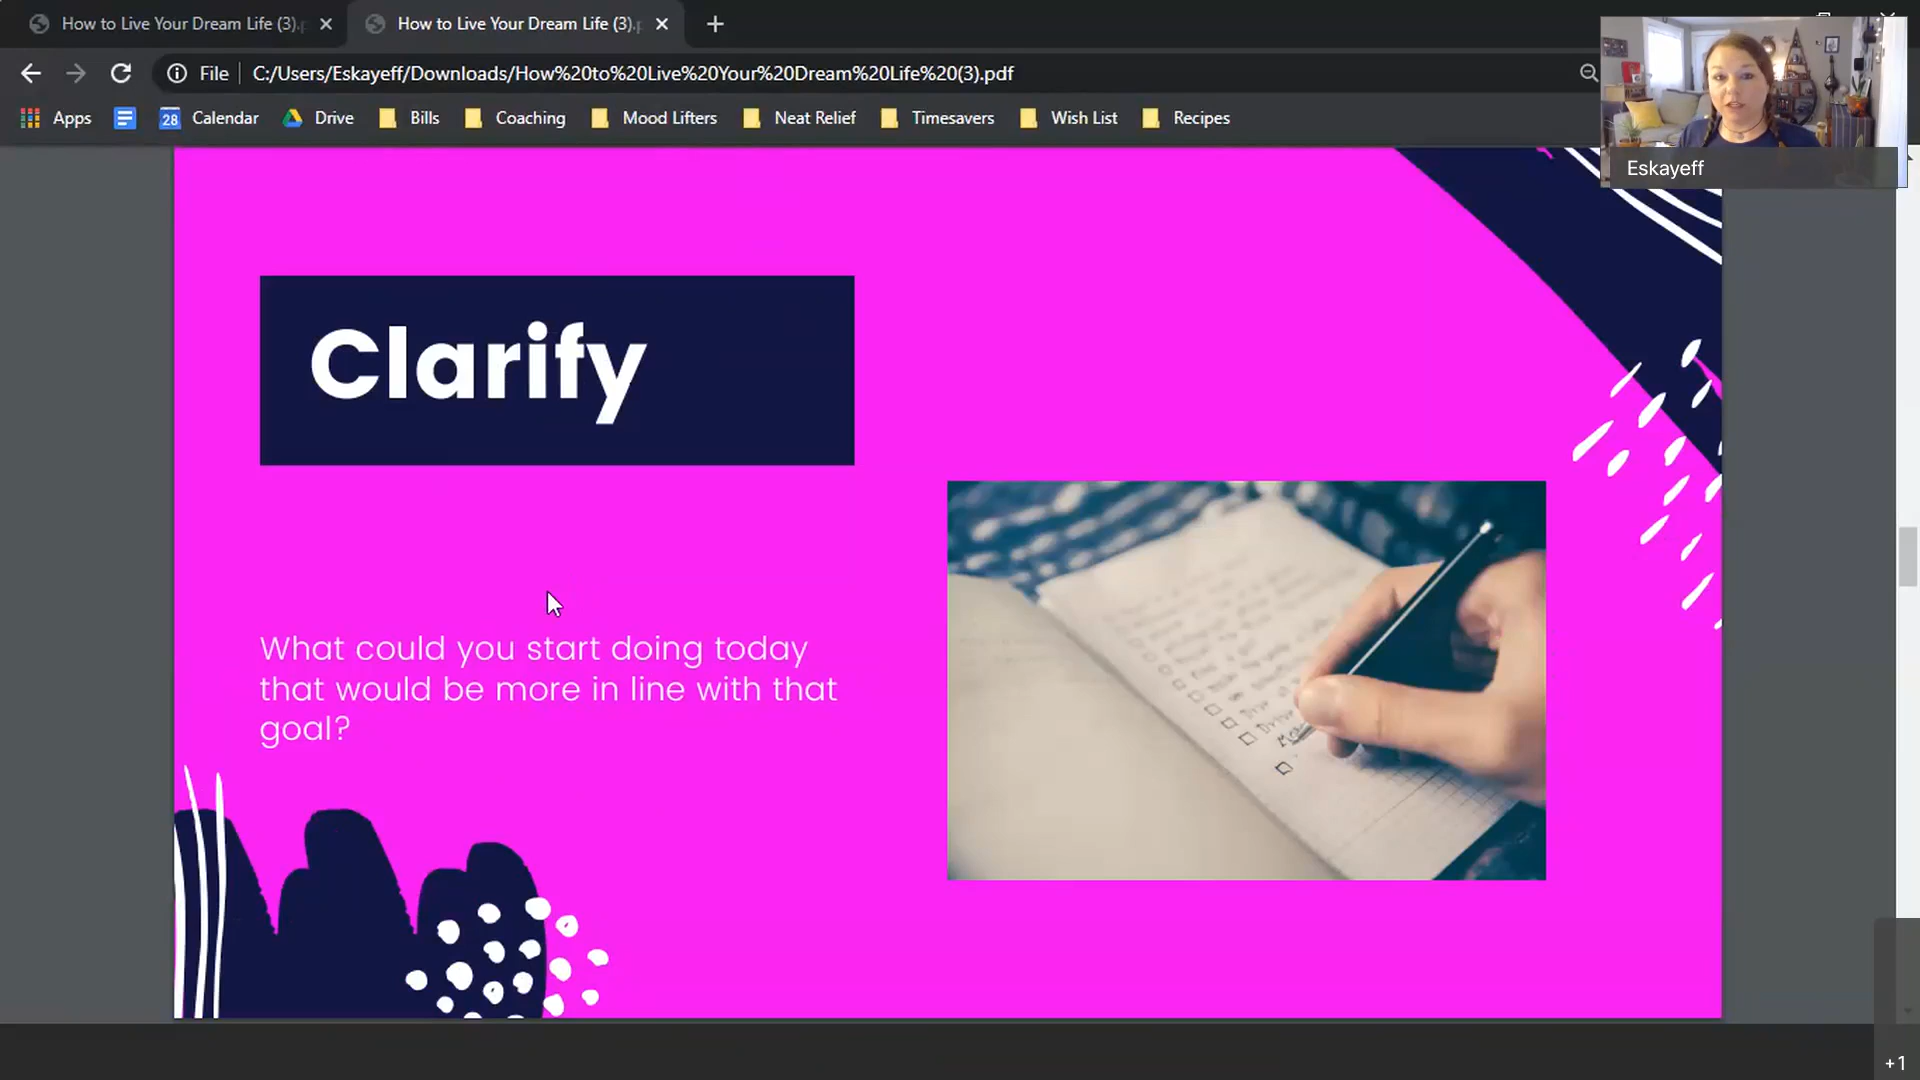 How to Live Your Dream Life (3).p
How to Live Your Dream Life (3).p
File
C:/Users/Eskayeff/Downloads/How%20to%20Live%20Your%20Dream%20Life%20(3).pdf
Apps
28
Calendar
Drive
Bills
Coaching
Mood Lifters
Neat Relief
Timesavers
Wish List
Recipes
Eskayeff
Clarify
What could you start doing today
that would be more in line with that
goal?
+1